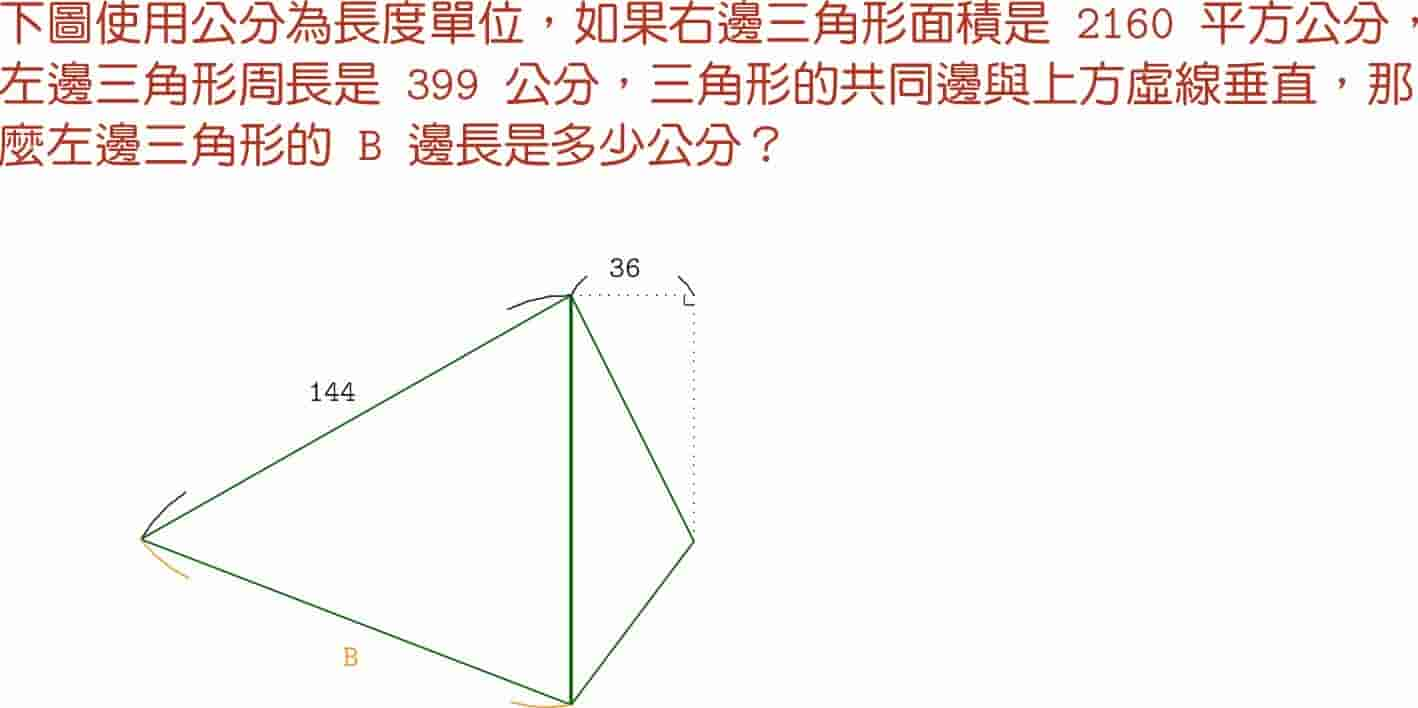 下圖使用公分為長度單位，如果右邊三角形面積是 2160 平方公分，
左邊三角形周長是 399 公分，三角形的共同邊與上方虛線垂直，那
麼左邊三角形的 B 邊長是多少公分？
36
144
B